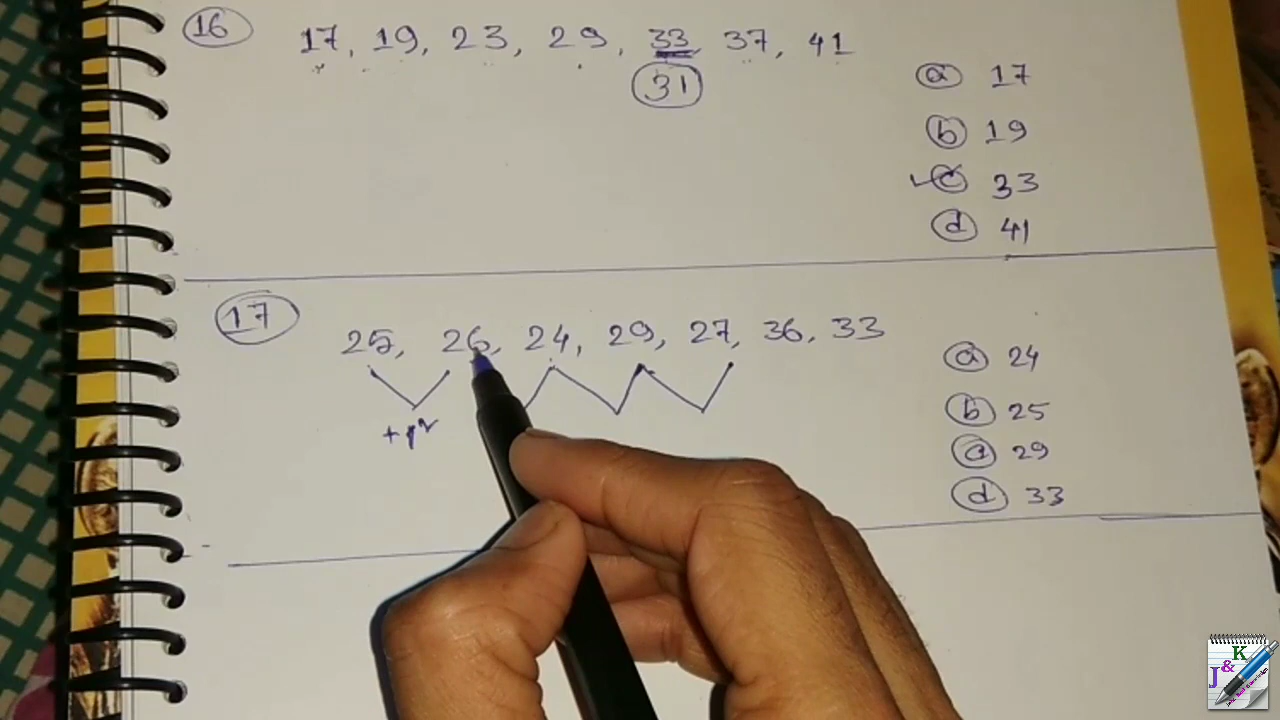 16 17, 19, 23, 29, 33, 37, 41
31
a 17
b 19
c 33
d 41
17 25, 26, 24, 29, 27, 36, 33
+1²
a 24
b 25
c 29
d 33
J&K